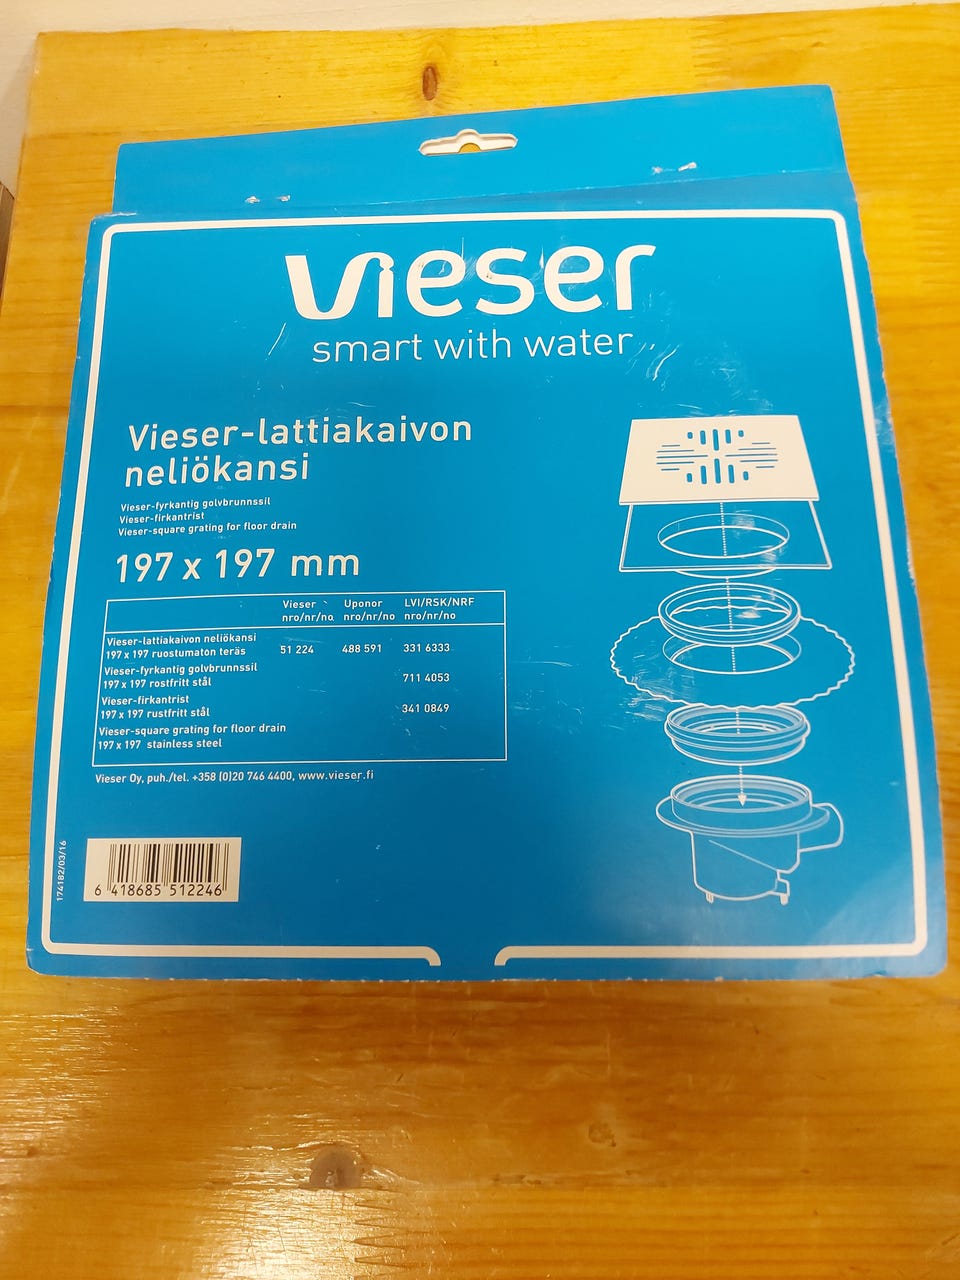 vieser
smart with water
Vieser-lattiakaivon
neliökansi
Vieser-fyrkantig golvbrunnssil
Vieser-firkantrist
Vieser-square grating for floor drain
197 x 197 mm
Vieser Uponor LVI/RSK/NRF
nro/nr/no nro/nr/no nro/nr/no
Vieser-lattiakaivon neliökansi
197 x 197 ruostumaton teräs 51 224 488 591 331 6333
Vieser-fyrkantig golvbrunnssil
197 x 197 rostfritt stål 711 4053
Vieser-firkantrist
197 x 197 rustfritt stål 341 0849
Vieser-square grating for floor drain
197 x 197 stainless steel
Vieser Oy, puh./tel. +358 (0)20 746 4400, www.vieser.fi
174182/03/16
6 418685 512246